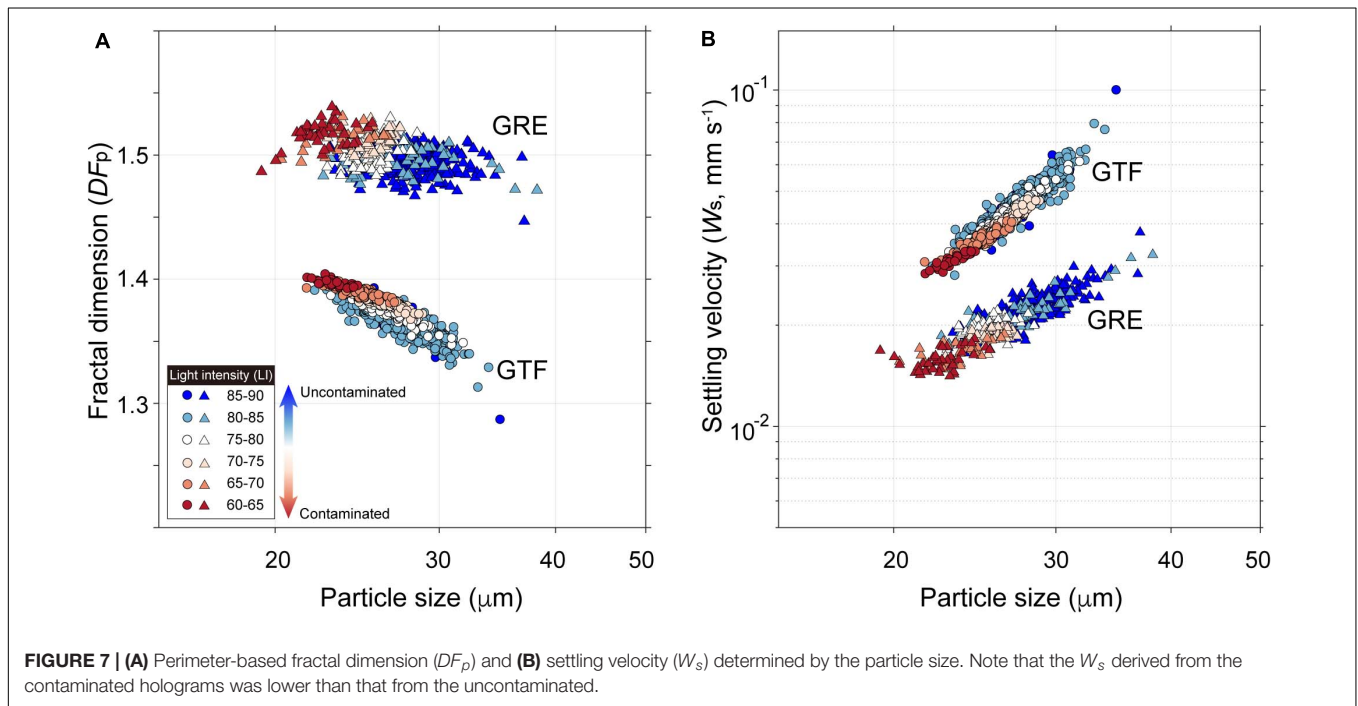 A
Fractal dimension (DFp)
1.5
1.4
1.3
GRE
GTF
Light intensity (LI)
85-90
80-85
75-80
70-75
65-70
60-65
Uncontaminated
Contaminated
20
30
40
50
Particle size (μm)
B
Settling velocity (Ws, mm s-1)
10-1
10-2
GTF
GRE
20
30
40
50
Particle size (μm)
FIGURE 7 | (A) Perimeter-based fractal dimension (DFp) and (B) settling velocity (Ws) determined by the particle size. Note that the Ws derived from the
contaminated holograms was lower than that from the uncontaminated.